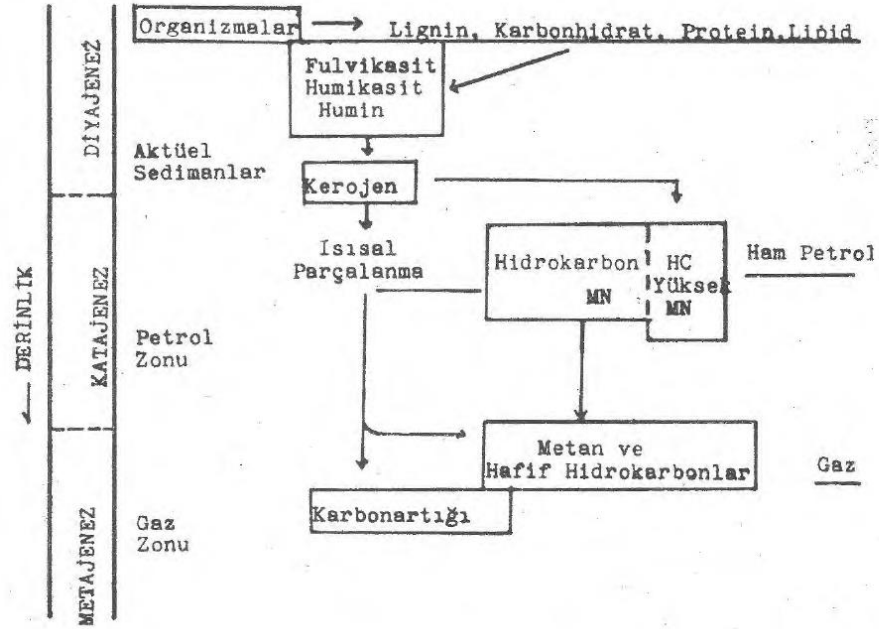 Organizmalar
Lignin, Karbonhidrat, Protein,Lipid
Fulvikasit
Humikasit
Humin
DİYAJENEZ
Aktüel
Sedimanlar
Kerojen
Isısal
Parçalanma
Hidrokarbon
MN
HC
Yüksek
MN
Ham Petrol
DERİNLİK
KATAJENEZ
Petrol
Zonu
Metan ve
Hafif Hidrokarbonlar
Gaz
Karbonartığı
METAJENEZ
Gaz
Zonu